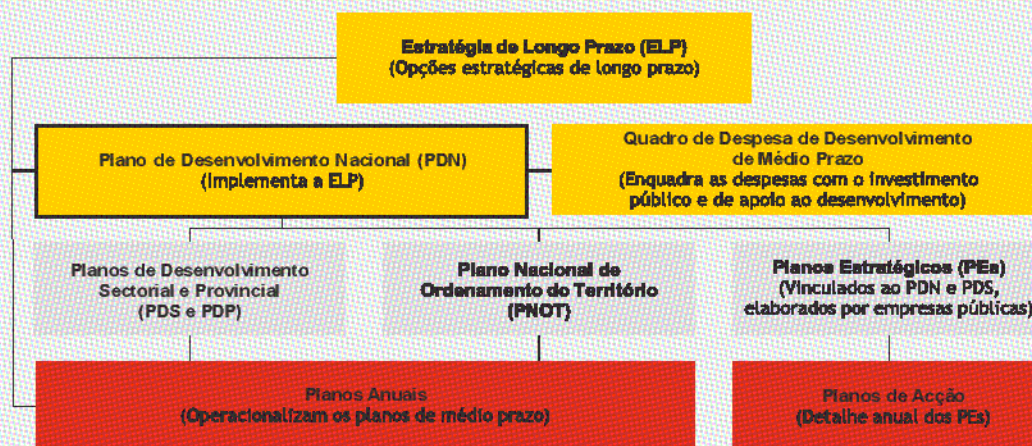 Estratégia de Longo Prazo (ELP)
(Opções estratégicas de longo prazo)
Plano de Desenvolvimento Nacional (PDN)
(Implementa a ELP)
Quadro de Despesa de Desenvolvimento
de Médio Prazo
(Enquadra as despesas com o investimento
público e de apoio ao desenvolvimento)
Planos de Desenvolvimento
Sectorial e Provincial
(PDS e PDP)
Plano Nacional de
Ordenamento do Território
(PNOT)
Planos Estratégicos (PEs)
(Vinculados ao PDN e PDS,
elaborados por empresas públicas)
Planos Anuais
(Operacionalizam os planos de médio prazo)
Planos de Acção
(Detalhe anual dos PEs)